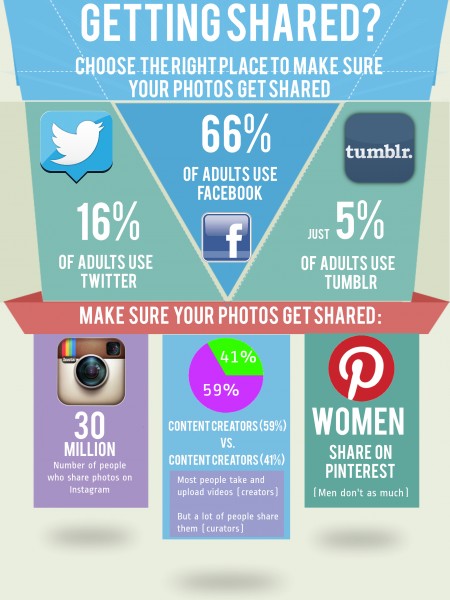 GETTING SHARED?
CHOOSE THE RIGHT PLACE TO MAKE SURE
YOUR PHOTOS GET SHARED
66%
OF ADULTS USE
FACEBOOK
f
16%
OF ADULTS USE
TWITTER
tumblr.
JUST 5%
OF ADULTS USE
TUMBLR
MAKE SURE YOUR PHOTOS GET SHARED:
30
MILLION
Number of people
who share photos on
Instagram
41%
59%
CONTENT CREATORS (59%)
VS.
CONTENT CREATORS (41%)
Most people take and
upload videos [creators]
But a lot of people share
them [curators]
WOMEN
SHARE ON
PINTEREST
[Men don't as much]